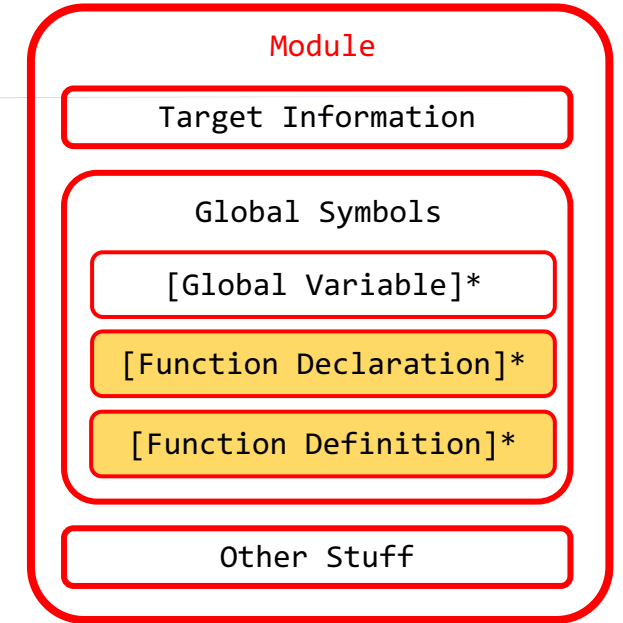 Module
Target Information
Global Symbols
[Global Variable]*
[Function Declaration]*
[Function Definition]*
Other Stuff